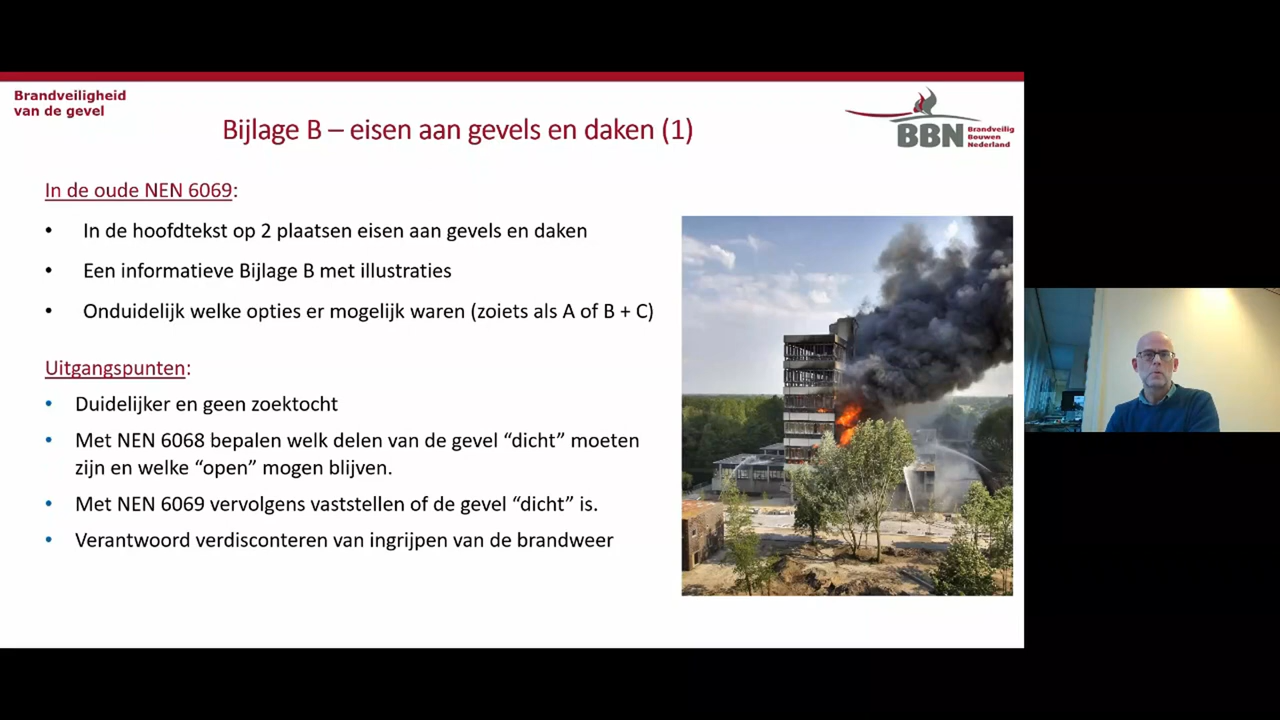 Brandveiligheid
van de gevel
Bijlage B – eisen aan gevels en daken (1)
BBN
Brandveilig
Bouwen
Nederland
In de oude NEN 6069:
• In de hoofdtekst op 2 plaatsen eisen aan gevels en daken
• Een informatieve Bijlage B met illustraties
• Onduidelijk welke opties er mogelijk waren (zoiets als A of B + C)
Uitgangspunten:
• Duidelijker en geen zoektocht
• Met NEN 6068 bepalen welk delen van de gevel “dicht” moeten
zijn en welke “open” mogen blijven.
• Met NEN 6069 vervolgens vaststellen of de gevel “dicht” is.
• Verantwoord verdisconteren van ingrijpen van de brandweer